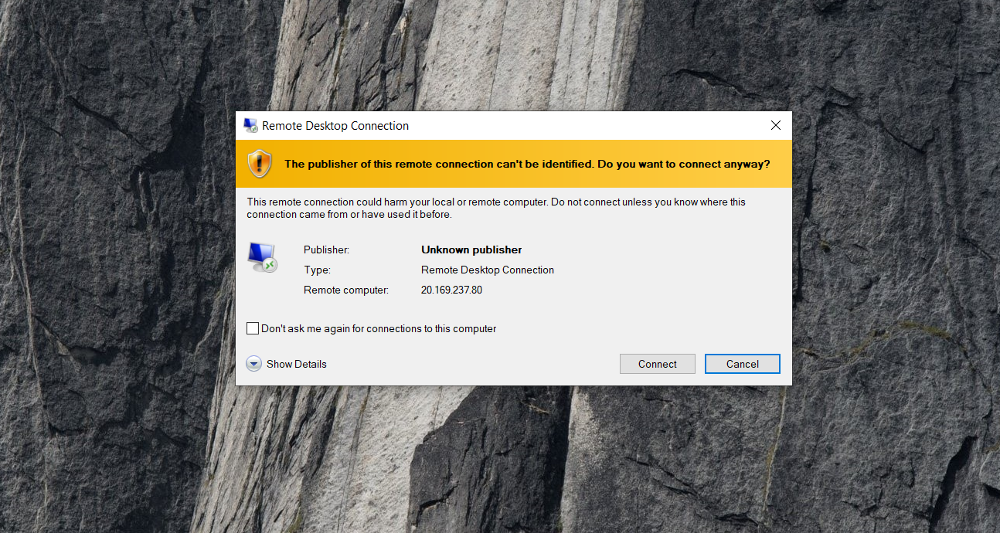 Remote Desktop Connection
The publisher of this remote connection can't be identified. Do you want to connect anyway?
This remote connection could harm your local or remote computer. Do not connect unless you know where this
connection came from or have used it before.
Publisher: Unknown publisher
Type: Remote Desktop Connection
Remote computer: 20.169.237.80
Don't ask me again for connections to this computer
Show Details Connect Cancel